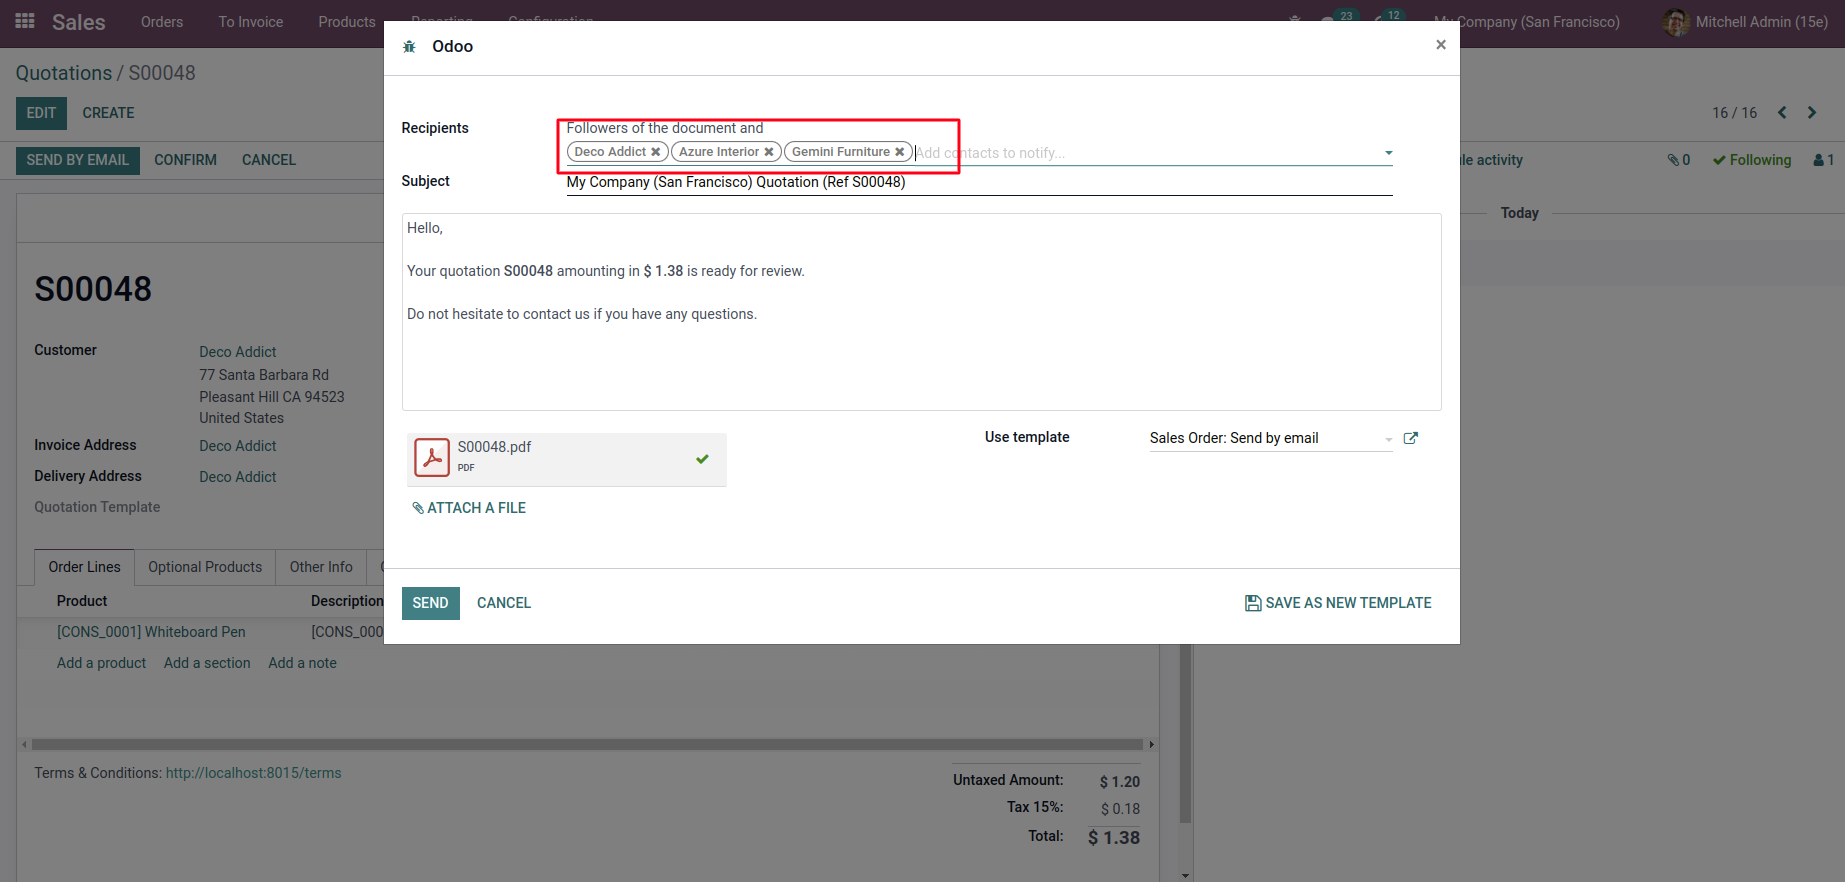 Sales Orders To Invoice Products Reporting Configuration 23 12 My Company (San Francisco) Mitchell Admin (15e)
Odoo ×
Quotations / S00048
EDIT CREATE 16 / 16
SEND BY EMAIL CONFIRM CANCEL activity 0 Following 1
Today
Recipients Followers of the document and
Deco Addict Azure Interior Gemini Furniture Add contacts to notify...
Subject My Company (San Francisco) Quotation (Ref S00048)
Hello,
Your quotation S00048 amounting in $ 1.38 is ready for review.
Do not hesitate to contact us if you have any questions.
S00048.pdf
PDF
Use template Sales Order: Send by email
ATTACH A FILE
SEND CANCEL SAVE AS NEW TEMPLATE
S00048
Customer Deco Addict
77 Santa Barbara Rd
Pleasant Hill CA 94523
United States
Invoice Address Deco Addict
Delivery Address Deco Addict
Quotation Template
Order Lines Optional Products Other Info
Product Description
[CONS_0001] Whiteboard Pen [CONS_000
Add a product Add a section Add a note
Terms & Conditions: http://localhost:8015/terms
Untaxed Amount: $ 1.20
Tax 15%: $ 0.18
Total: $ 1.38